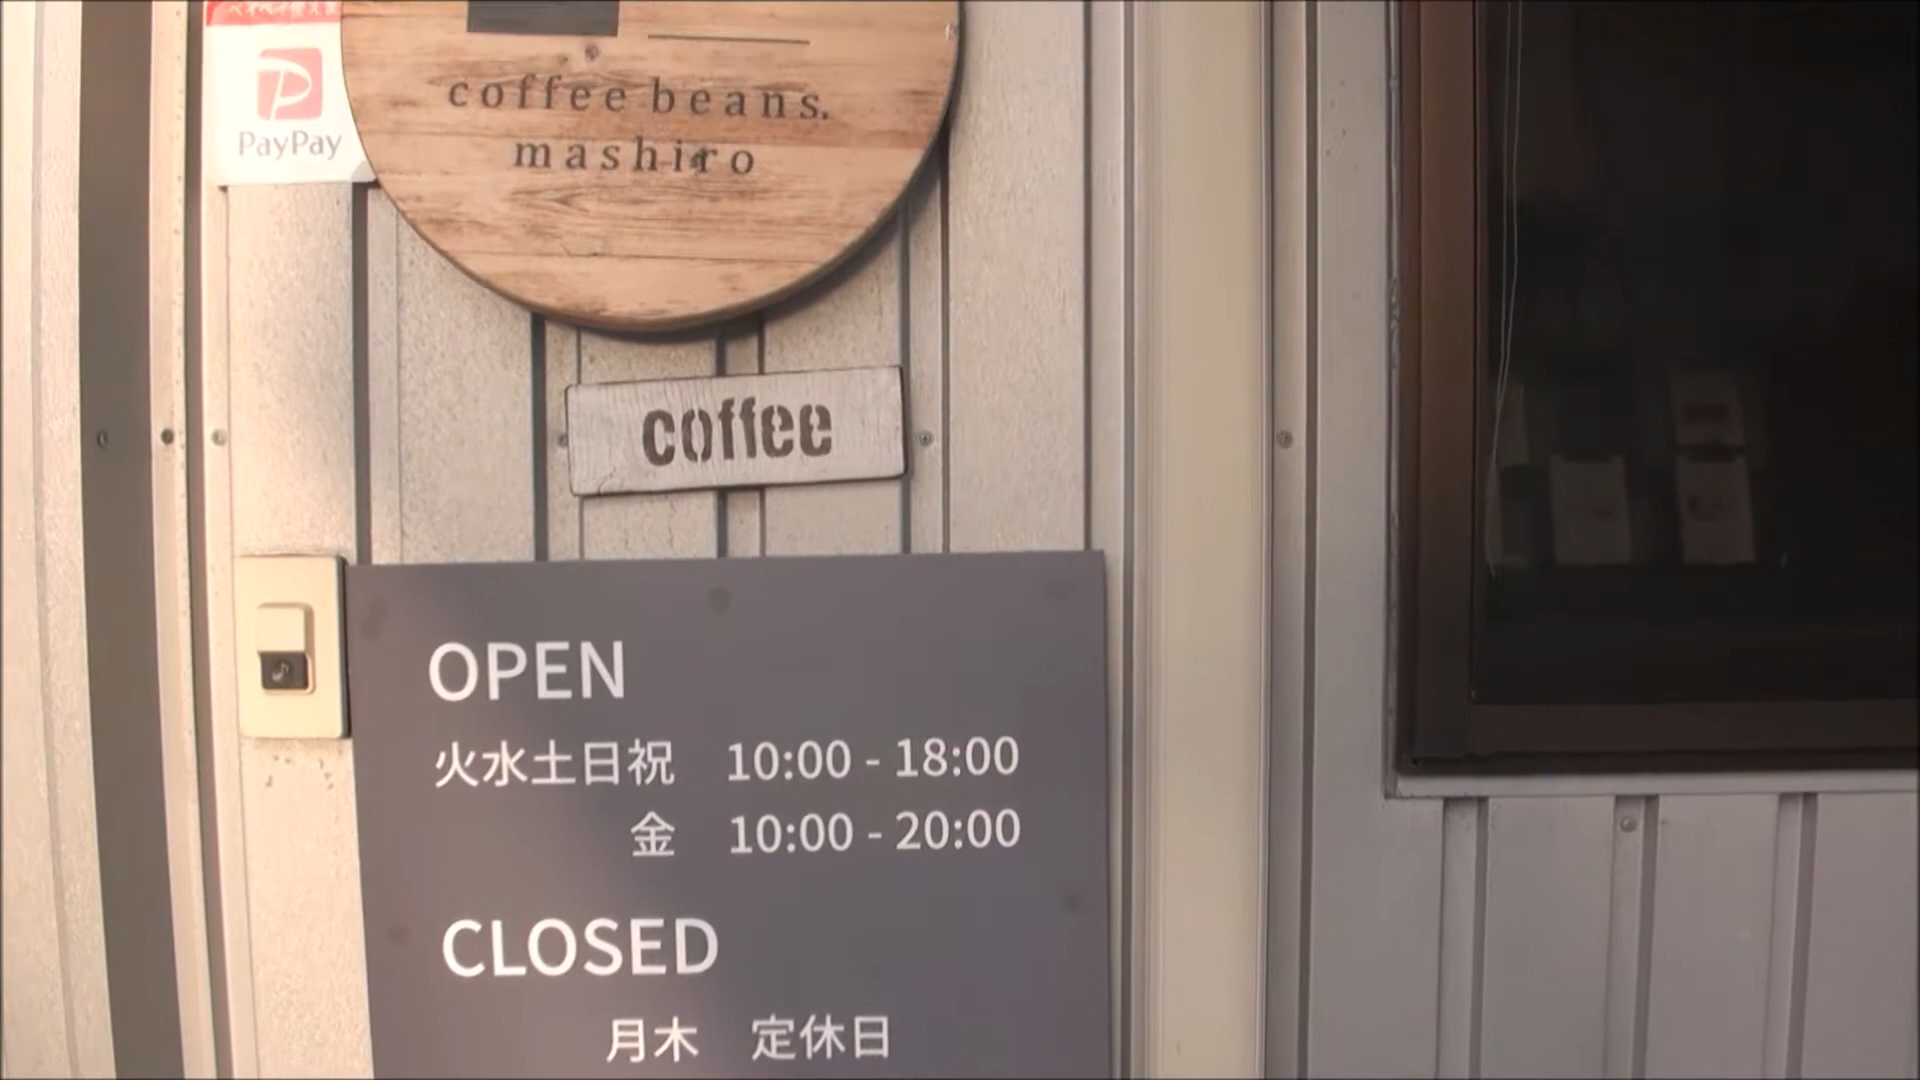 PayPay
coffee beans.
mashiro
coffee
OPEN
火水土日祝 10:00 - 18:00
金 10:00 - 20:00
CLOSED
月木 定休日